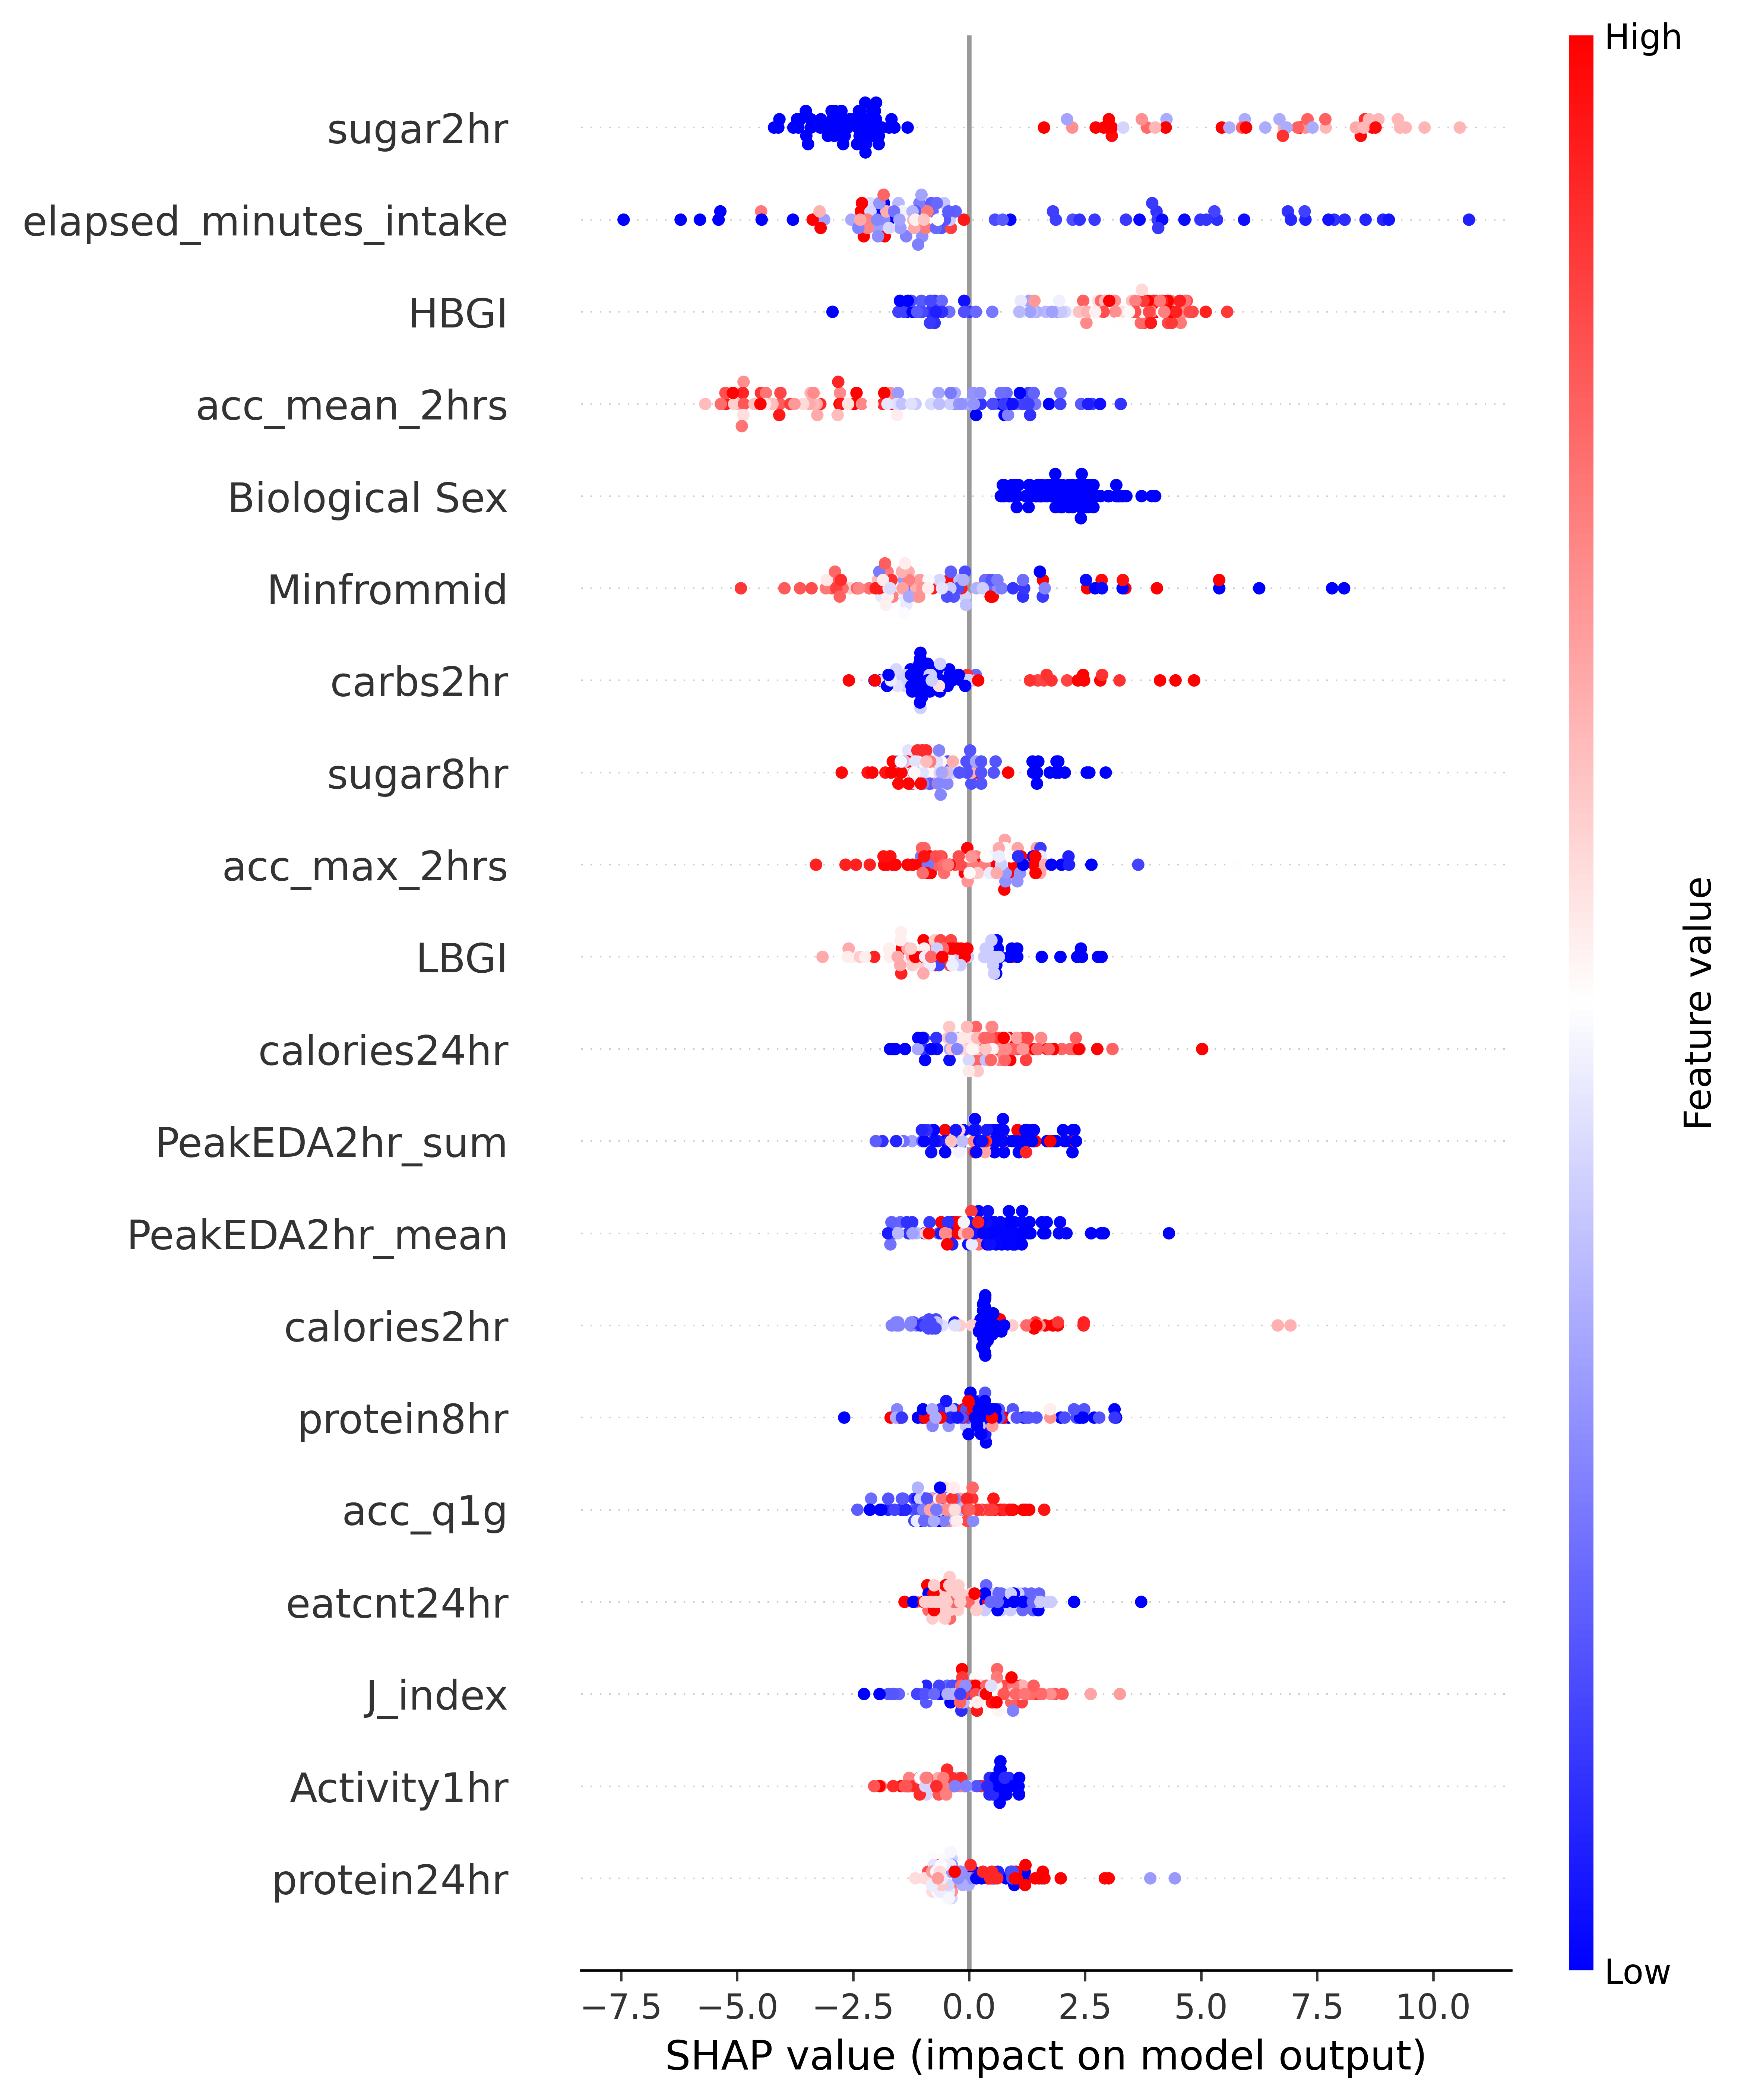 High
sugar2hr
elapsed_minutes_intake
HBGI
acc_mean_2hrs
Biological Sex
Minfrommid
carbs2hr
sugar8hr
acc_max_2hrs
LBGI
calories24hr
PeakEDA2hr_sum
PeakEDA2hr_mean
calories2hr
protein8hr
acc_q1g
eatcnt24hr
J_index
Activity1hr
protein24hr
Feature value
Low
−7.5 −5.0 −2.5 0.0 2.5 5.0 7.5 10.0
SHAP value (impact on model output)